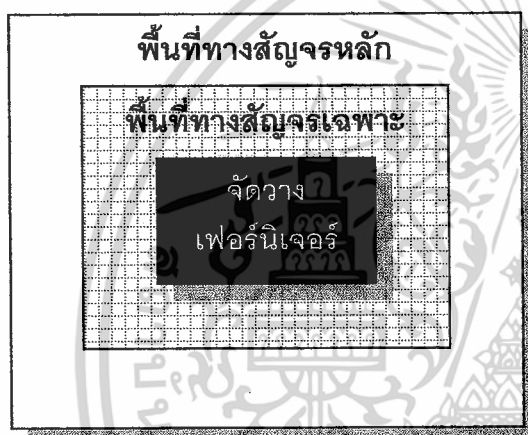 พื้นที่ทางสัญจรหลัก
พื้นที่ทางสัญจรเฉพาะ
จัดวาง
เฟอร์นิเจอร์